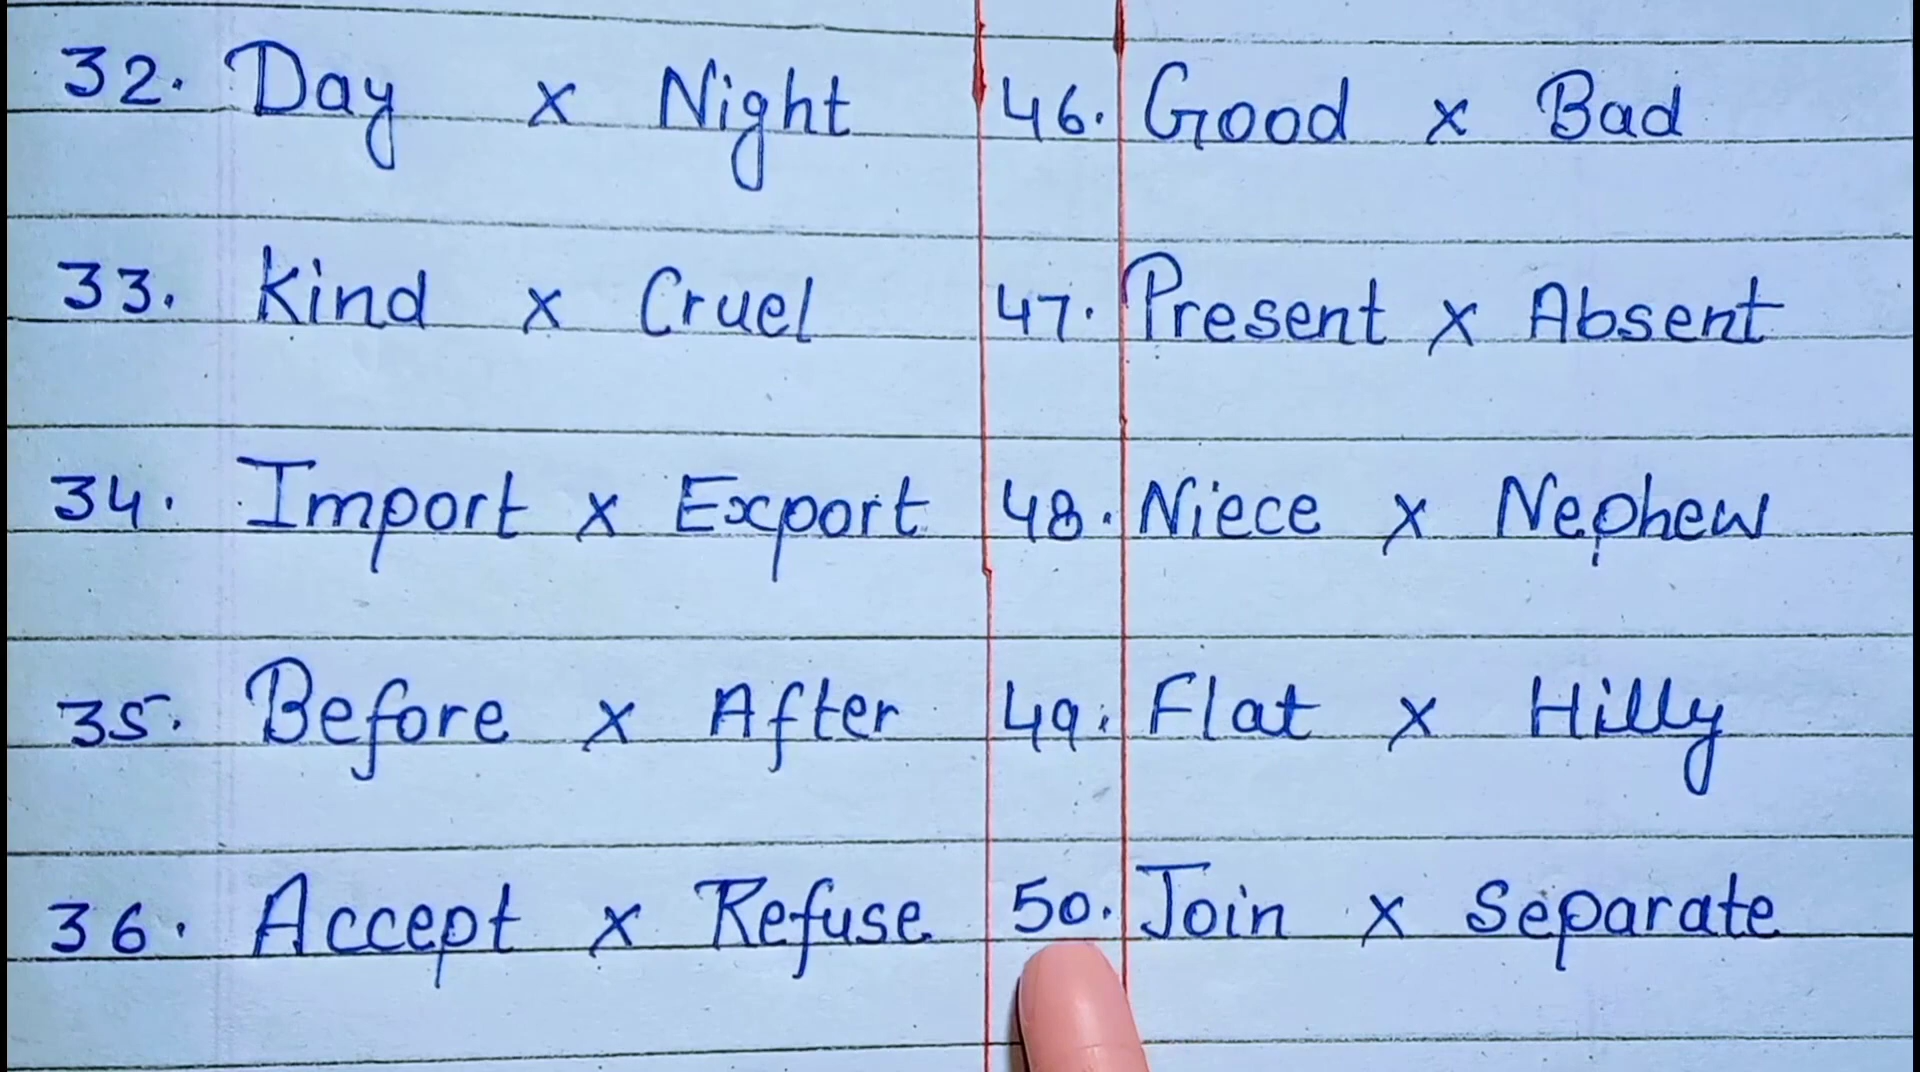 32. Day x Night
33. Kind x Cruel
34. Import x Export
35. Before x After
36. Accept x Refuse
46. Good x Bad
47. Present x Absent
48. Niece x Nephew
49. Flat x Hilly
50. Join x Separate